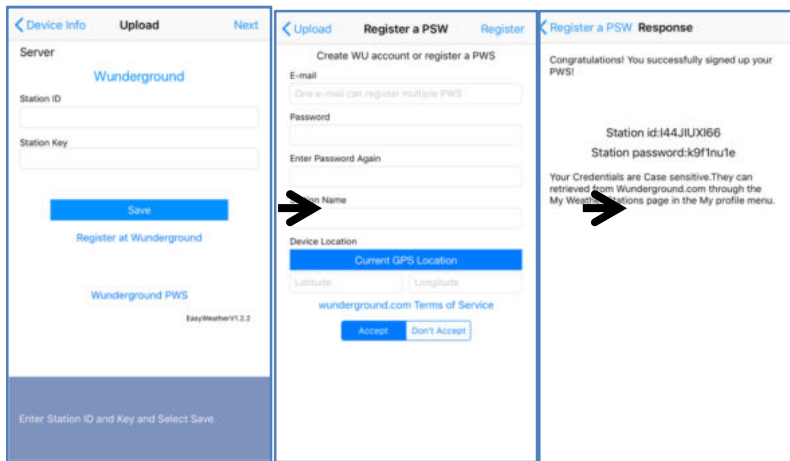 Device Info Upload Next
Server
Wunderground
Station ID
Station Key
Save
Register at Wunderground
Wunderground PWS
EasyWeatherV1.2.2
Enter Station ID and Key and Select Save.
Upload Register a PSW Register
Create WU account or register a PWS
E-mail
One e-mail can register multiple PWS
Password
Enter Password Again
Name
Device Location
Current GPS Location
Latitude Longitude
wunderground.com Terms of Service
Accept Don't Accept
Register a PSW Response
Congratulations! You successfully signed up your
PWS!
Station id:I44JIUXI66
Station password:k9f1nu1e
Your Credentials are Case sensitive.They can
retrieved from Wunderground.com through the
My Weather Stations page in the My profile menu.